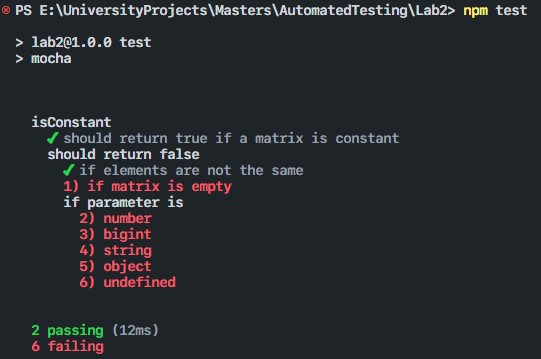 PS E:\UniversityProjects\Masters\AutomatedTesting\Lab2> npm test
> lab2@1.0.0 test
> mocha
isConstant
✔ should return true if a matrix is constant
should return false
✔ if elements are not the same
1) if matrix is empty
if parameter is
2) number
3) bigint
4) string
5) object
6) undefined
2 passing (12ms)
6 failing